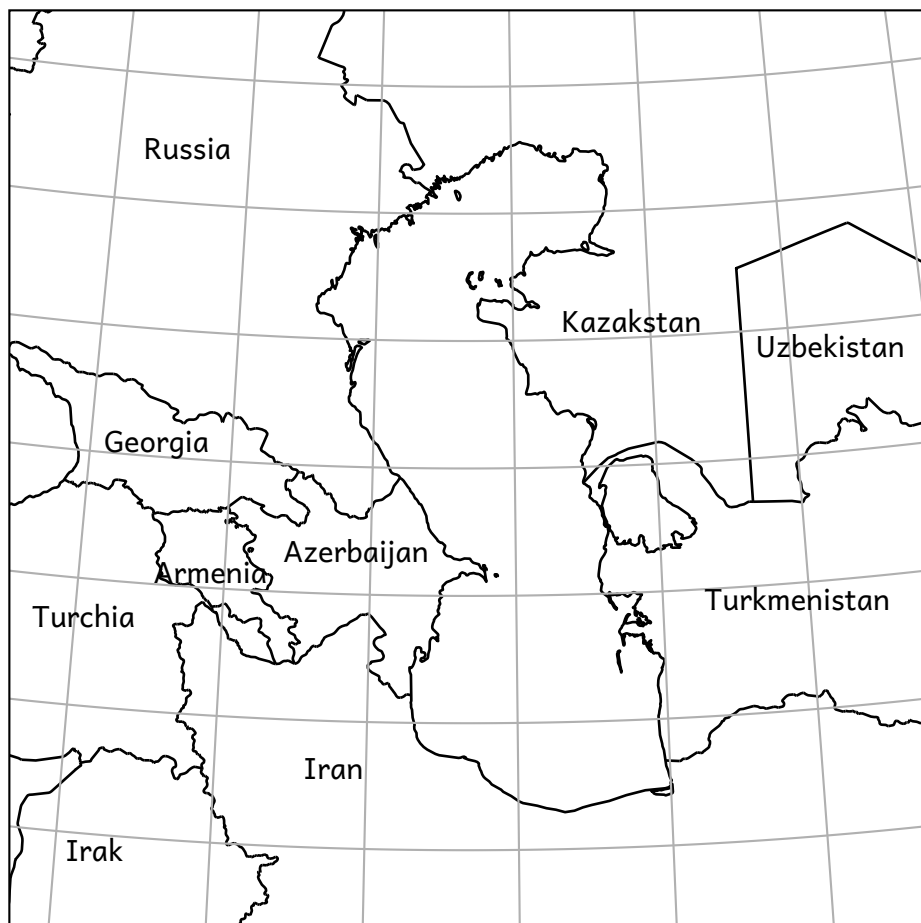 Russia
Kazakstan
Uzbekistan
Georgia
Azerbaijan
Armenia
Turkmenistan
Turchia
Iran
Irak